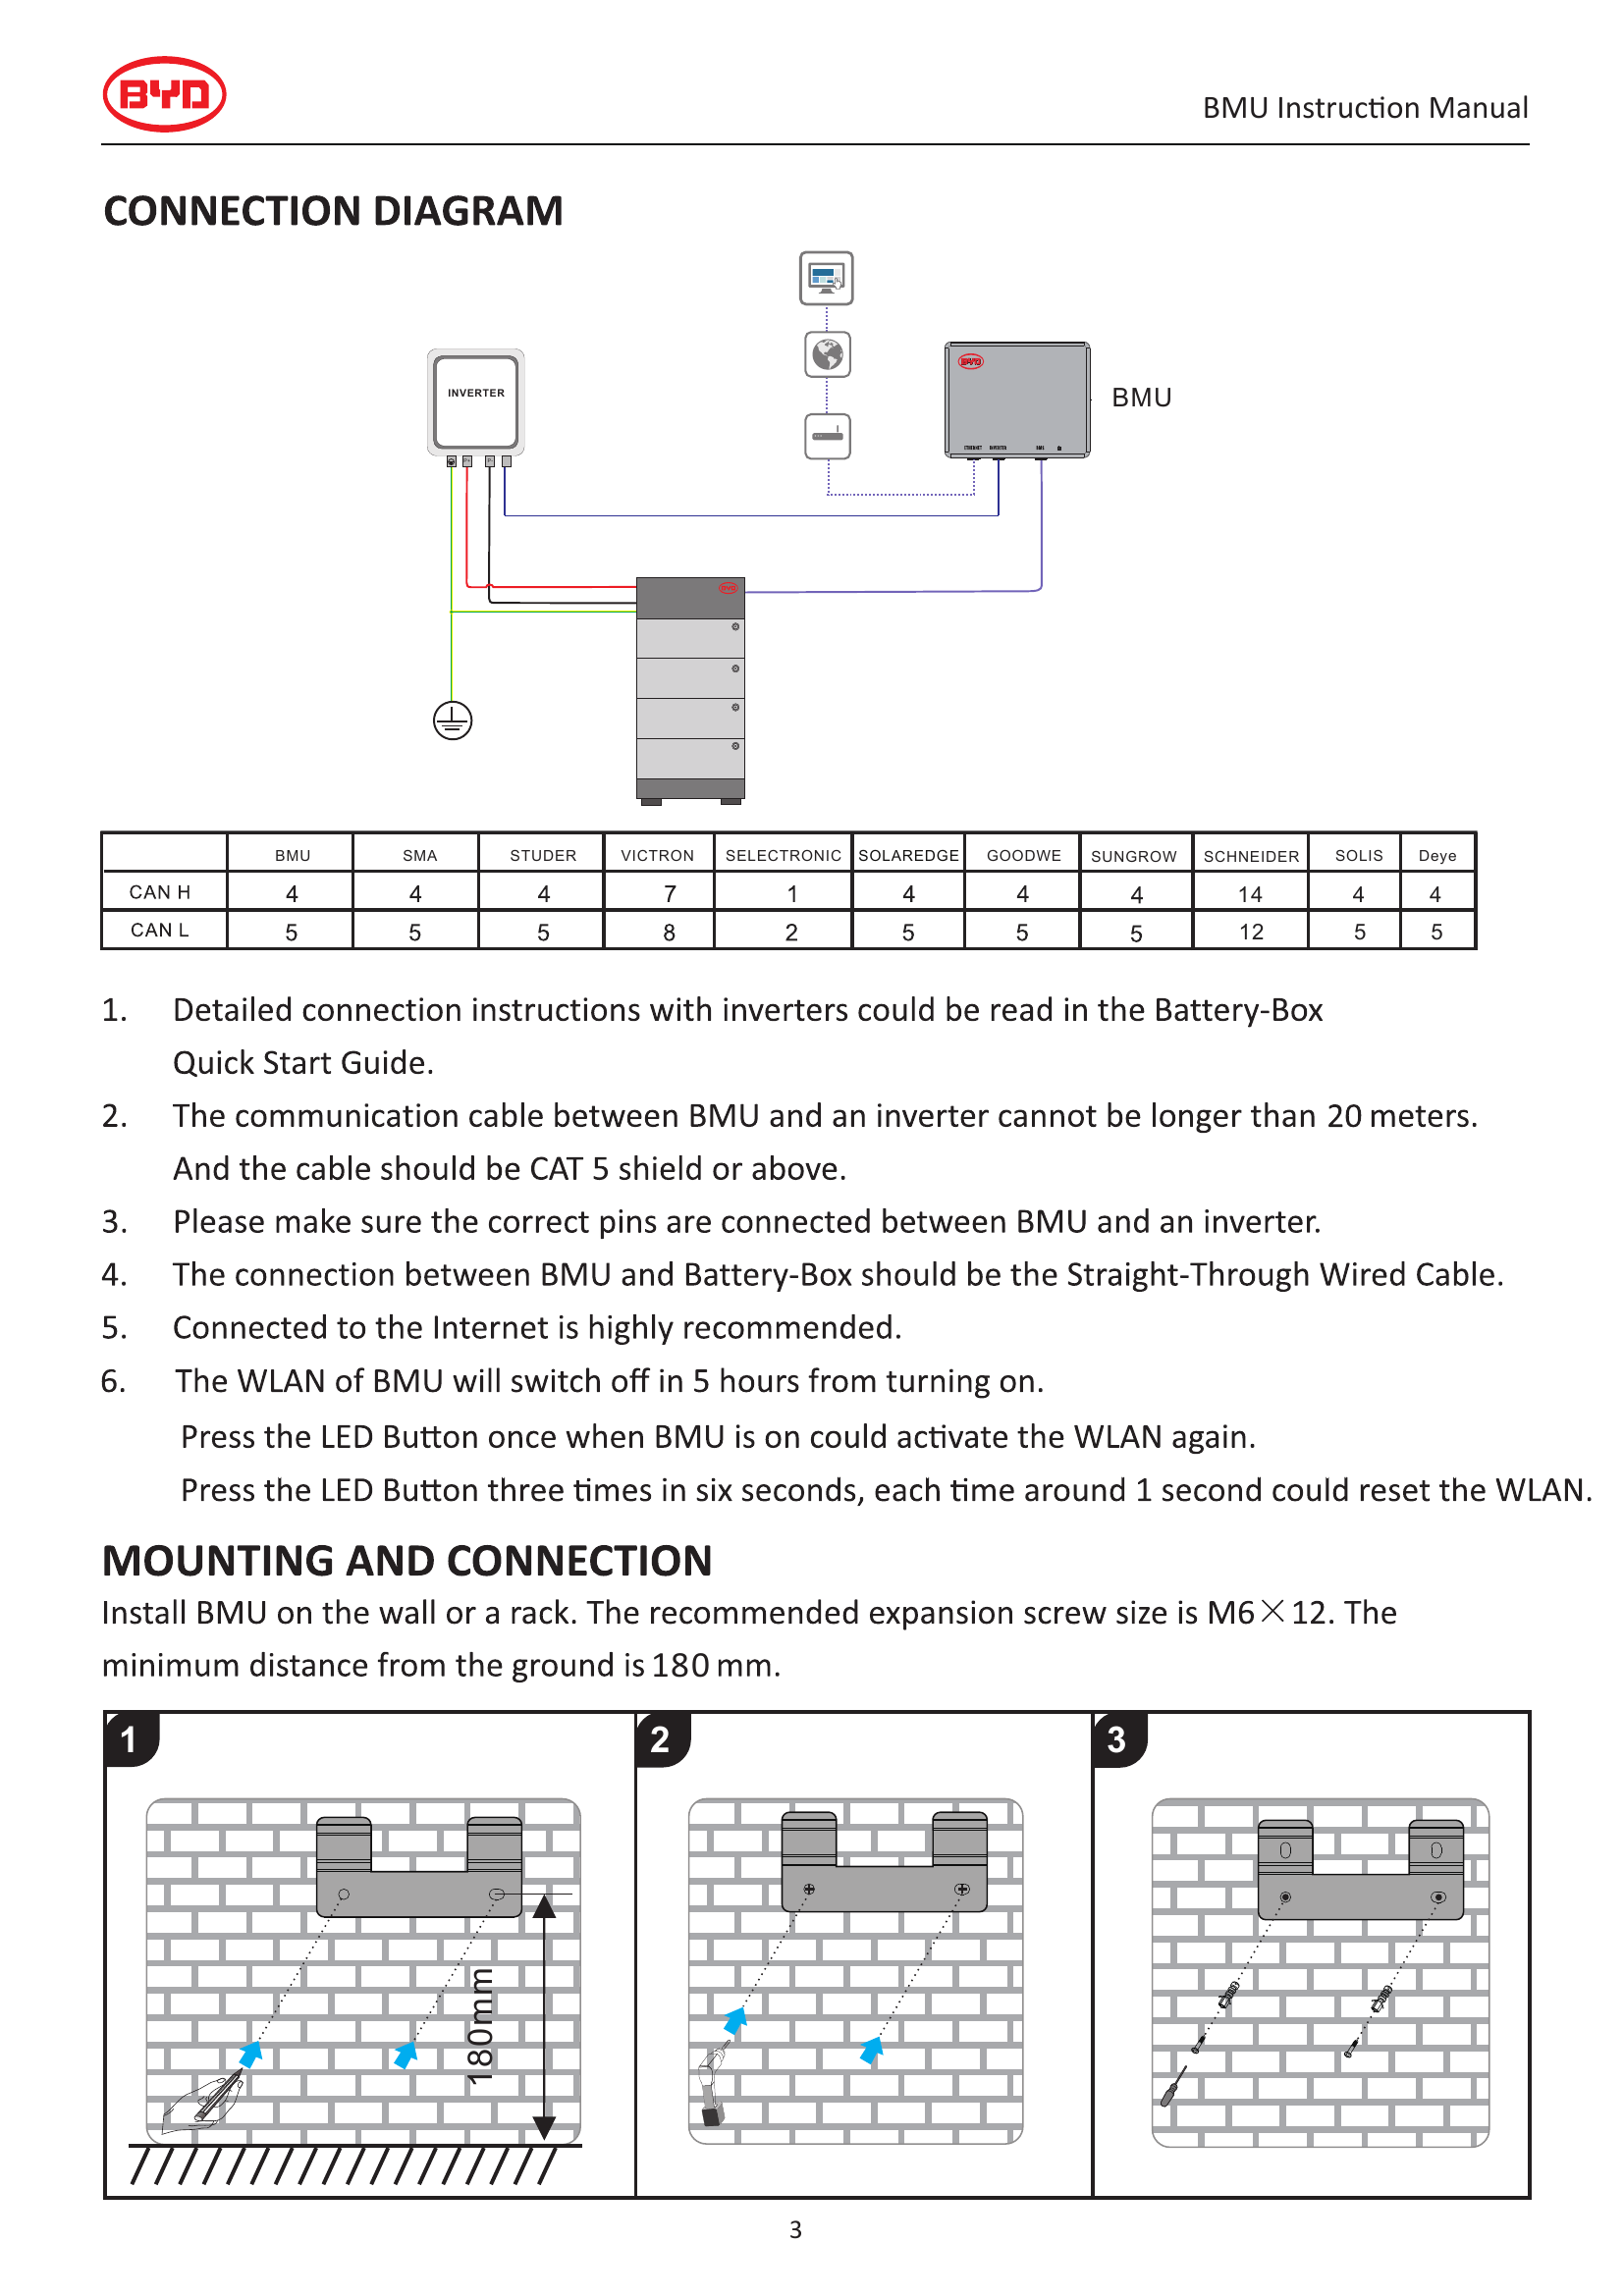 BYD
BMU Instruction Manual
CONNECTION DIAGRAM
INVERTER
BYD
BMU
ETHERNET INVERTER BMS
BYD
BMU SMA STUDER VICTRON SELECTRONIC SOLAREDGE GOODWE SUNGROW SCHNEIDER SOLIS Deye
CAN H 4 4 4 7 1 4 4 4 14 4 4
CAN L 5 5 5 8 2 5 5 5 12 5 5
1. Detailed connection instructions with inverters could be read in the Battery-Box
Quick Start Guide.
2. The communication cable between BMU and an inverter cannot be longer than 20 meters.
And the cable should be CAT 5 shield or above.
3. Please make sure the correct pins are connected between BMU and an inverter.
4. The connection between BMU and Battery-Box should be the Straight-Through Wired Cable.
5. Connected to the Internet is highly recommended.
6. The WLAN of BMU will switch off in 5 hours from turning on.
Press the LED Button once when BMU is on could activate the WLAN again.
Press the LED Button three times in six seconds, each time around 1 second could reset the WLAN.
MOUNTING AND CONNECTION
Install BMU on the wall or a rack. The recommended expansion screw size is M6×12. The
minimum distance from the ground is 180 mm.
1
2
3
180mm
3